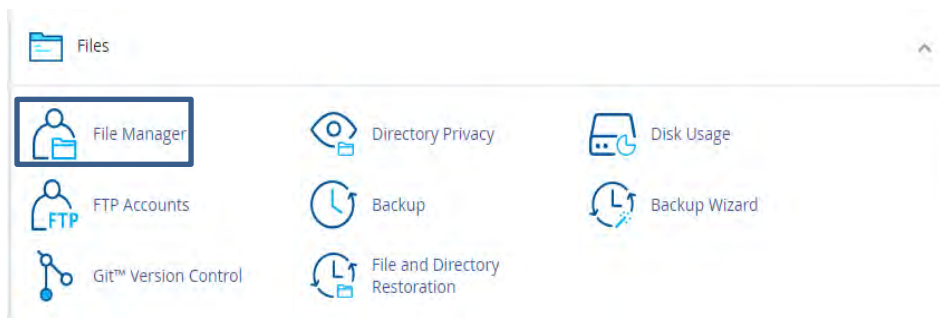 Files
File Manager
Directory Privacy
Disk Usage
FTP
FTP Accounts
Backup
Backup Wizard
Git™ Version Control
File and Directory
Restoration